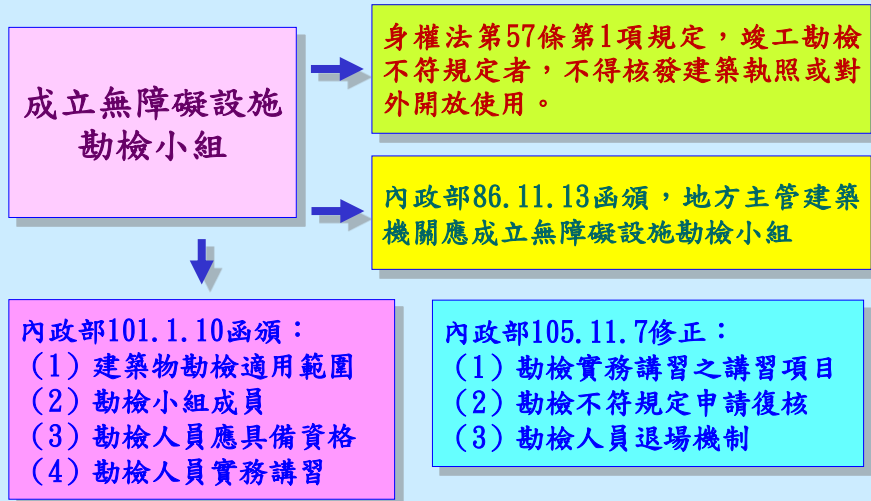 成立無障礙設施
勘檢小組
身權法第57條第1項規定，竣工勘檢
不符規定者，不得核發建築執照或對
外開放使用。
內政部86.11.13函頒，地方主管建築
機關應成立無障礙設施勘檢小組
內政部101.1.10函頒：
（1）建築物勘檢適用範圍
（2）勘檢小組成員
（3）勘檢人員應具備資格
（4）勘檢人員實務講習
內政部105.11.7修正：
（1）勘檢實務講習之講習項目
（2）勘檢不符規定申請復核
（3）勘檢人員退場機制